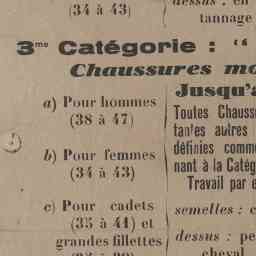 (34 à 43)
dessus : en
tannage
3me Catégorie : "
Chaussures mo
Jusqu'a
a) Pour hommes
(38 à 47)
b) Pour femmes
(34 à 43)
c) Pour cadets
(35 à 41) et
grandes fillettes
Toutes Chauss
tantes autres
définies comm
nant à la Catég
Travail par e
semelles : c
dessus : pe
cheval